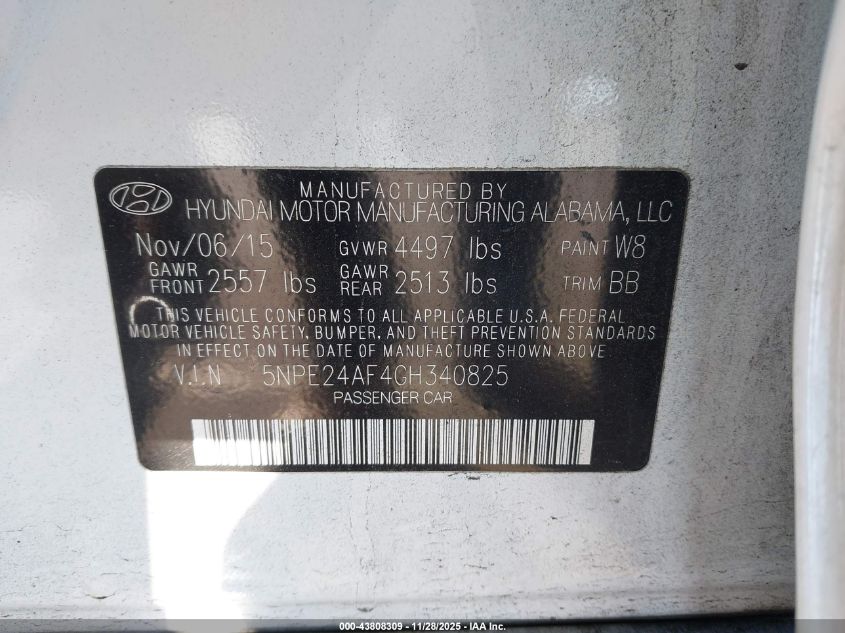 MANUFACTURED BY
HYUNDAI MOTOR MANUFACTURING ALABAMA, LLC
Nov/06/15 GVWR 4497 lbs PAINT W8
GAWR FRONT 2557 lbs GAWR REAR 2513 lbs TRIM BB
THIS VEHICLE CONFORMS TO ALL APPLICABLE U.S.A. FEDERAL
MOTOR VEHICLE SAFETY, BUMPER, AND THEFT PREVENTION STANDARDS
IN EFFECT ON THE DATE OF MANUFACTURE SHOWN ABOVE
V.I.N 5NPE24AF4GH340825
PASSENGER CAR
000-43808309 - 11/28/2025 - IAA Inc.